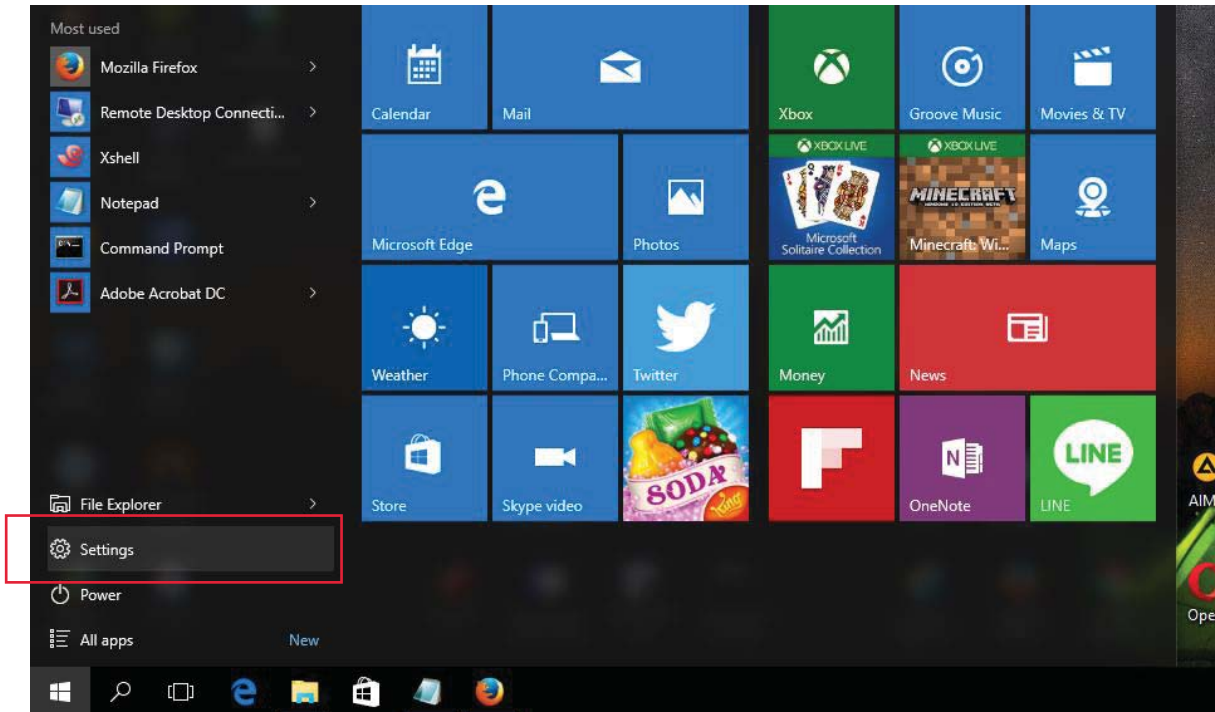 Most used
Mozilla Firefox
Remote Desktop Connecti...
Xshell
Notepad
Command Prompt
Adobe Acrobat DC
File Explorer
Settings
Power
All apps New
Calendar
Mail
Microsoft Edge
Photos
Weather
Phone Compa...
Twitter
Store
Skype video
SODA
King
Xbox
Groove Music
Movies & TV
XBOX LIVE
Microsoft
Solitaire Collection
XBOX LIVE
MINECRAFT
Minecraft: Wi...
Maps
Money
News
N
OneNote
LINE
LINE
AIM
Ope